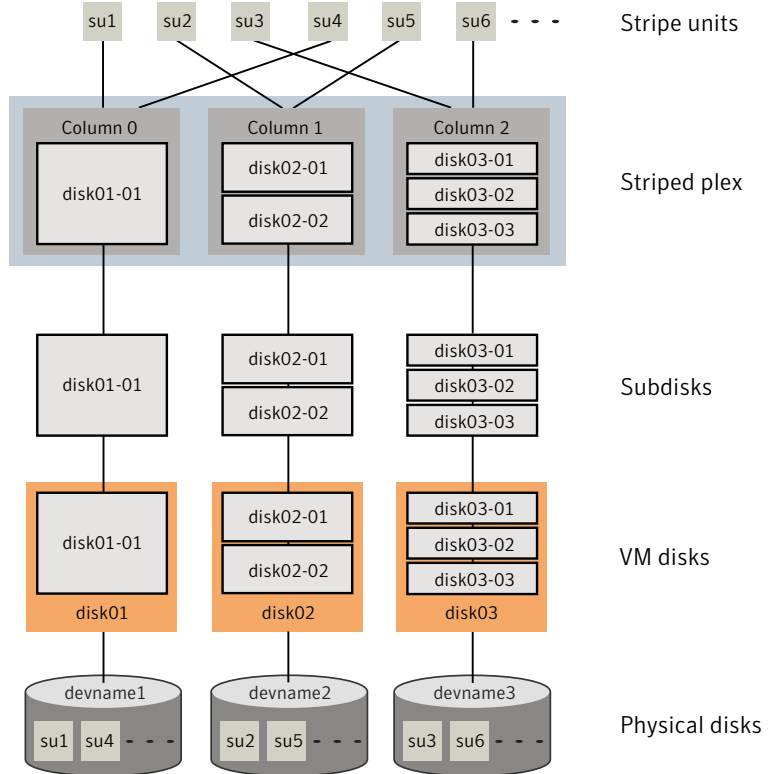 su1 su2 su3 su4 su5 su6 - - - Stripe units
Column 0 Column 1 Column 2
disk01-01 disk02-01 disk03-01
disk02-02 disk03-02
disk03-03
Striped plex
disk01-01 disk02-01 disk03-01
disk02-02 disk03-02
disk03-03
Subdisks
disk01-01 disk02-01 disk03-01
disk02-02 disk03-02
disk03-03
VM disks
disk01 disk02 disk03
devname1 devname2 devname3
su1 su4 - - - su2 su5 - - - su3 su6 - - - Physical disks